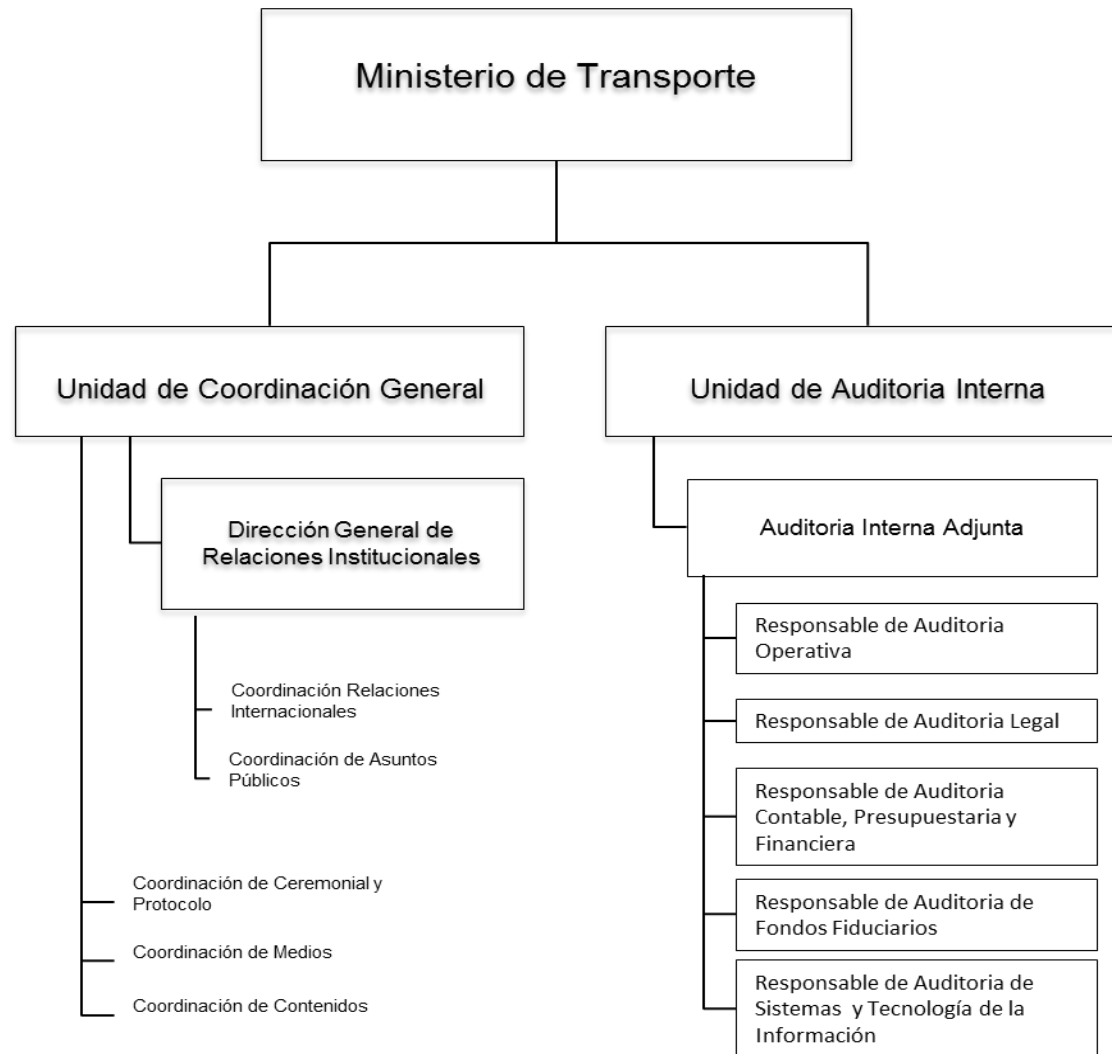 Ministerio de Transporte
Unidad de Coordinación General
Dirección General de
Relaciones Institucionales
Coordinación Relaciones
Internacionales
Coordinación de Asuntos
Públicos
Coordinación de Ceremonial y
Protocolo
Coordinación de Medios
Coordinación de Contenidos
Unidad de Auditoria Interna
Auditoria Interna Adjunta
Responsable de Auditoria
Operativa
Responsable de Auditoria Legal
Responsable de Auditoria
Contable, Presupuestaria y
Financiera
Responsable de Auditoria de
Fondos Fiduciarios
Responsable de Auditoria de
Sistemas y Tecnología de la
Información